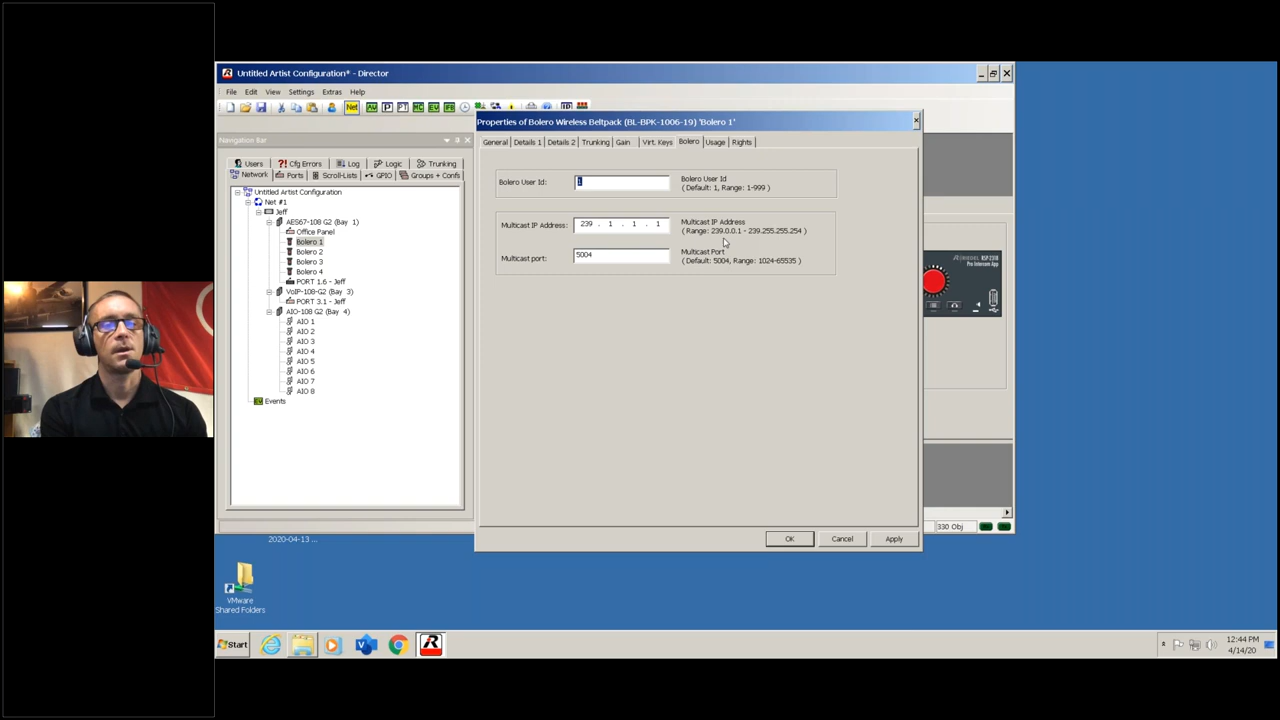 Untitled Artist Configuration* - Director
File Edit View Settings Extras Help
Net
Navigation Bar
Users Cfg Errors Log Logic Trunking
Network Ports Scroll-Lists GPIO Groups + Confs
Untitled Artist Configuration
Net #1
Jeff
AES67-108 G2 (Bay 1)
Office Panel
Bolero 1
Bolero 2
Bolero 3
Bolero 4
PORT 1.6 - Jeff
VoIP-108-G2 (Bay 3)
PORT 3.1 - Jeff
AIO-108 G2 (Bay 4)
AIO 1
AIO 2
AIO 3
AIO 4
AIO 5
AIO 6
AIO 7
AIO 8
Events
Properties of Bolero Wireless Beltpack (BL-BPK-1006-19) 'Bolero 1'
General Details 1 Details 2 Trunking Gain Virt. Keys Bolero Usage Rights
Bolero User Id: 1 Bolero User Id
( Default: 1, Range: 1-999 )
Multicast IP Address: 239 . 1 . 1 . 1 Multicast IP Address
( Range: 239.0.0.1 - 239.255.255.254 )
Multicast port: 5004 Multicast Port
( Default: 5004, Range: 1024-65535 )
OK Cancel Apply
RSP-2318
Pro Intercom App
330 Obj
2020-04-13 ...
VMware
Shared Folders
Start
12:44 PM
4/14/20